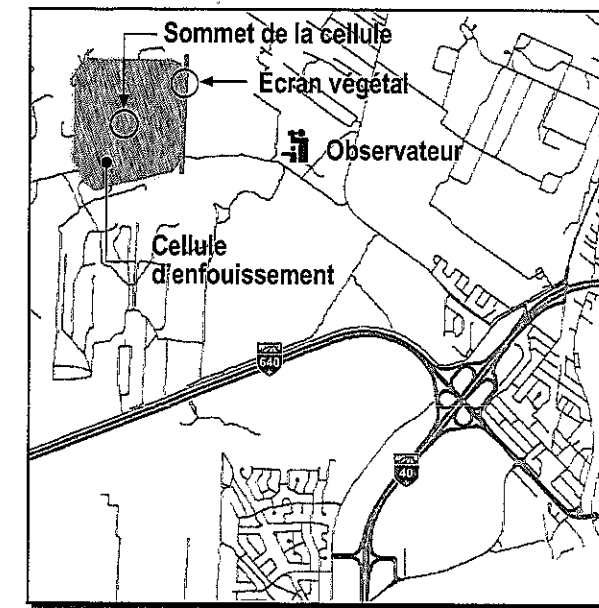 Sommet de la cellule
Écran végétal
Observateur
Cellule
d'enfouissement
640
40